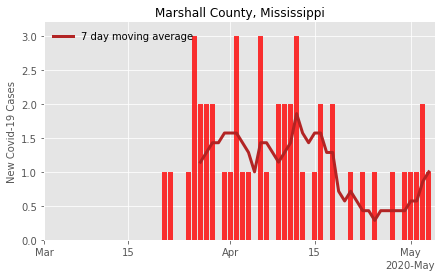 Marshall County, Mississippi
7 day moving average
New Covid-19 Cases
3.0
2.5
2.0
1.5
1.0
0.5
0.0
Mar
15
Apr
15
May
2020-May